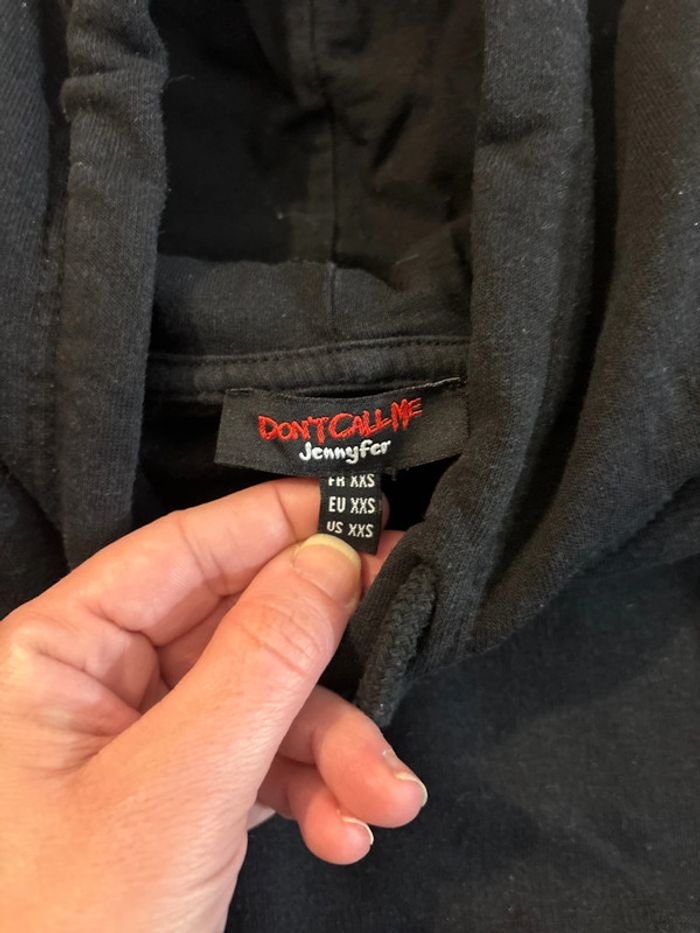 DON'T CALL ME
Jennyfer
FR XXS
EU XXS
US XXS